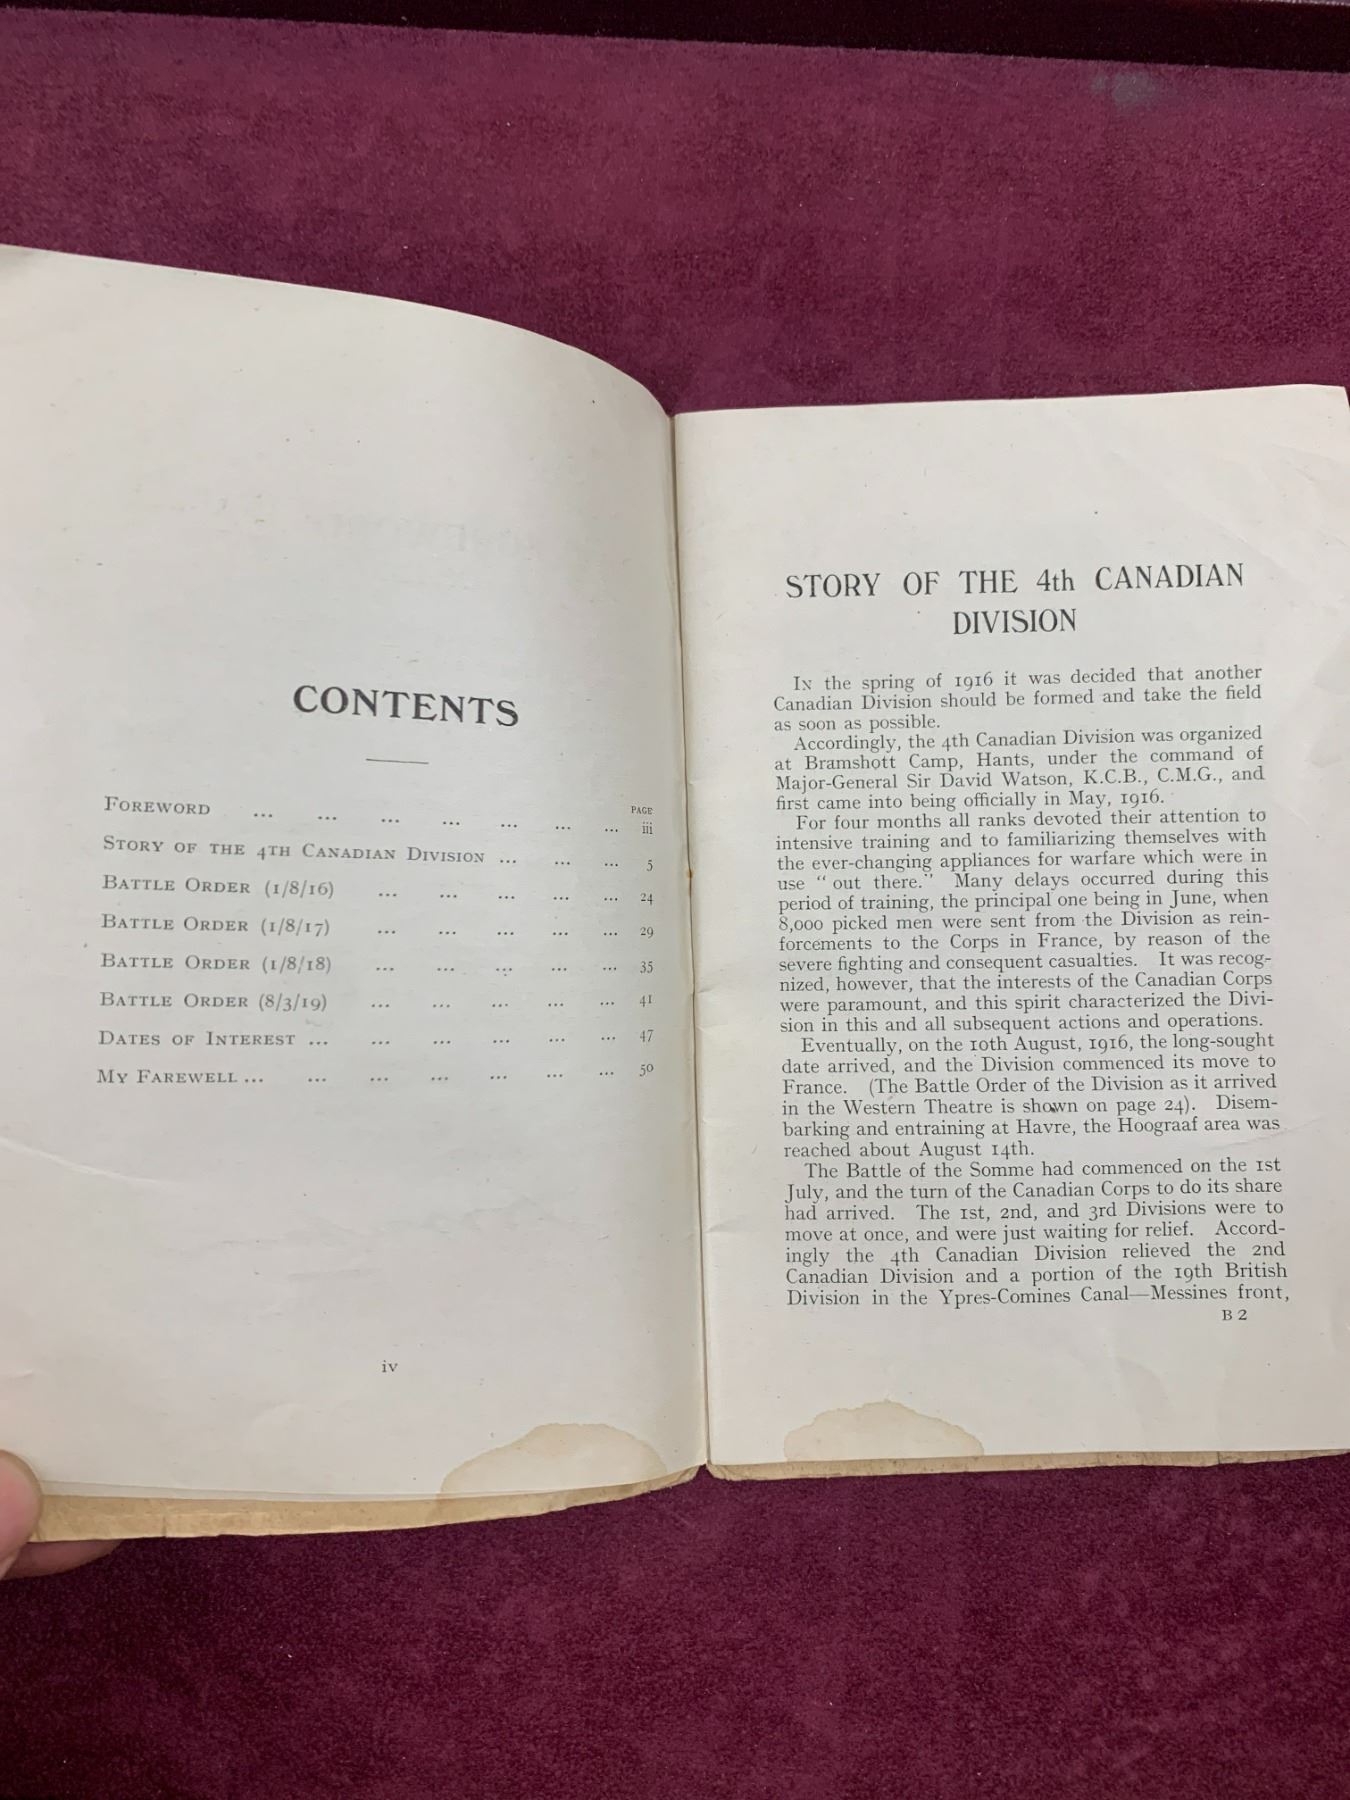 CONTENTS
PAGE
FOREWORD ... ... ... ... ... ... ... iii
STORY OF THE 4TH CANADIAN DIVISION ... ... ... 5
BATTLE ORDER (1/8/16) ... ... ... ... ... 24
BATTLE ORDER (1/8/17) ... ... ... ... ... 29
BATTLE ORDER (1/8/18) ... ... ... ... ... 35
BATTLE ORDER (8/3/19) ... ... ... ... ... 41
DATES OF INTEREST ... ... ... ... ... ... 47
MY FAREWELL ... ... ... ... ... ... ... 50
iv
STORY OF THE 4th CANADIAN
DIVISION
IN the spring of 1916 it was decided that another
Canadian Division should be formed and take the field
as soon as possible.
Accordingly, the 4th Canadian Division was organized
at Bramshott Camp, Hants, under the command of
Major-General Sir David Watson, K.C.B., C.M.G., and
first came into being officially in May, 1916.
For four months all ranks devoted their attention to
intensive training and to familiarizing themselves with
the ever-changing appliances for warfare which were in
use "out there." Many delays occurred during this
period of training, the principal one being in June, when
8,000 picked men were sent from the Division as rein-
forcements to the Corps in France, by reason of the
severe fighting and consequent casualties. It was recog-
nized, however, that the interests of the Canadian Corps
were paramount, and this spirit characterized the Divi-
sion in this and all subsequent actions and operations.
Eventually, on the 10th August, 1916, the long-sought
date arrived, and the Division commenced its move to
France. (The Battle Order of the Division as it arrived
in the Western Theatre is shown on page 24). Disem-
barking and entraining at Havre, the Hoograaf area was
reached about August 14th.
The Battle of the Somme had commenced on the 1st
July, and the turn of the Canadian Corps to do its share
had arrived. The 1st, 2nd, and 3rd Divisions were to
move at once, and were just waiting for relief. Accord-
ingly the 4th Canadian Division relieved the 2nd
Canadian Division and a portion of the 19th British
Division in the Ypres-Comines Canal—Messines front,
B 2